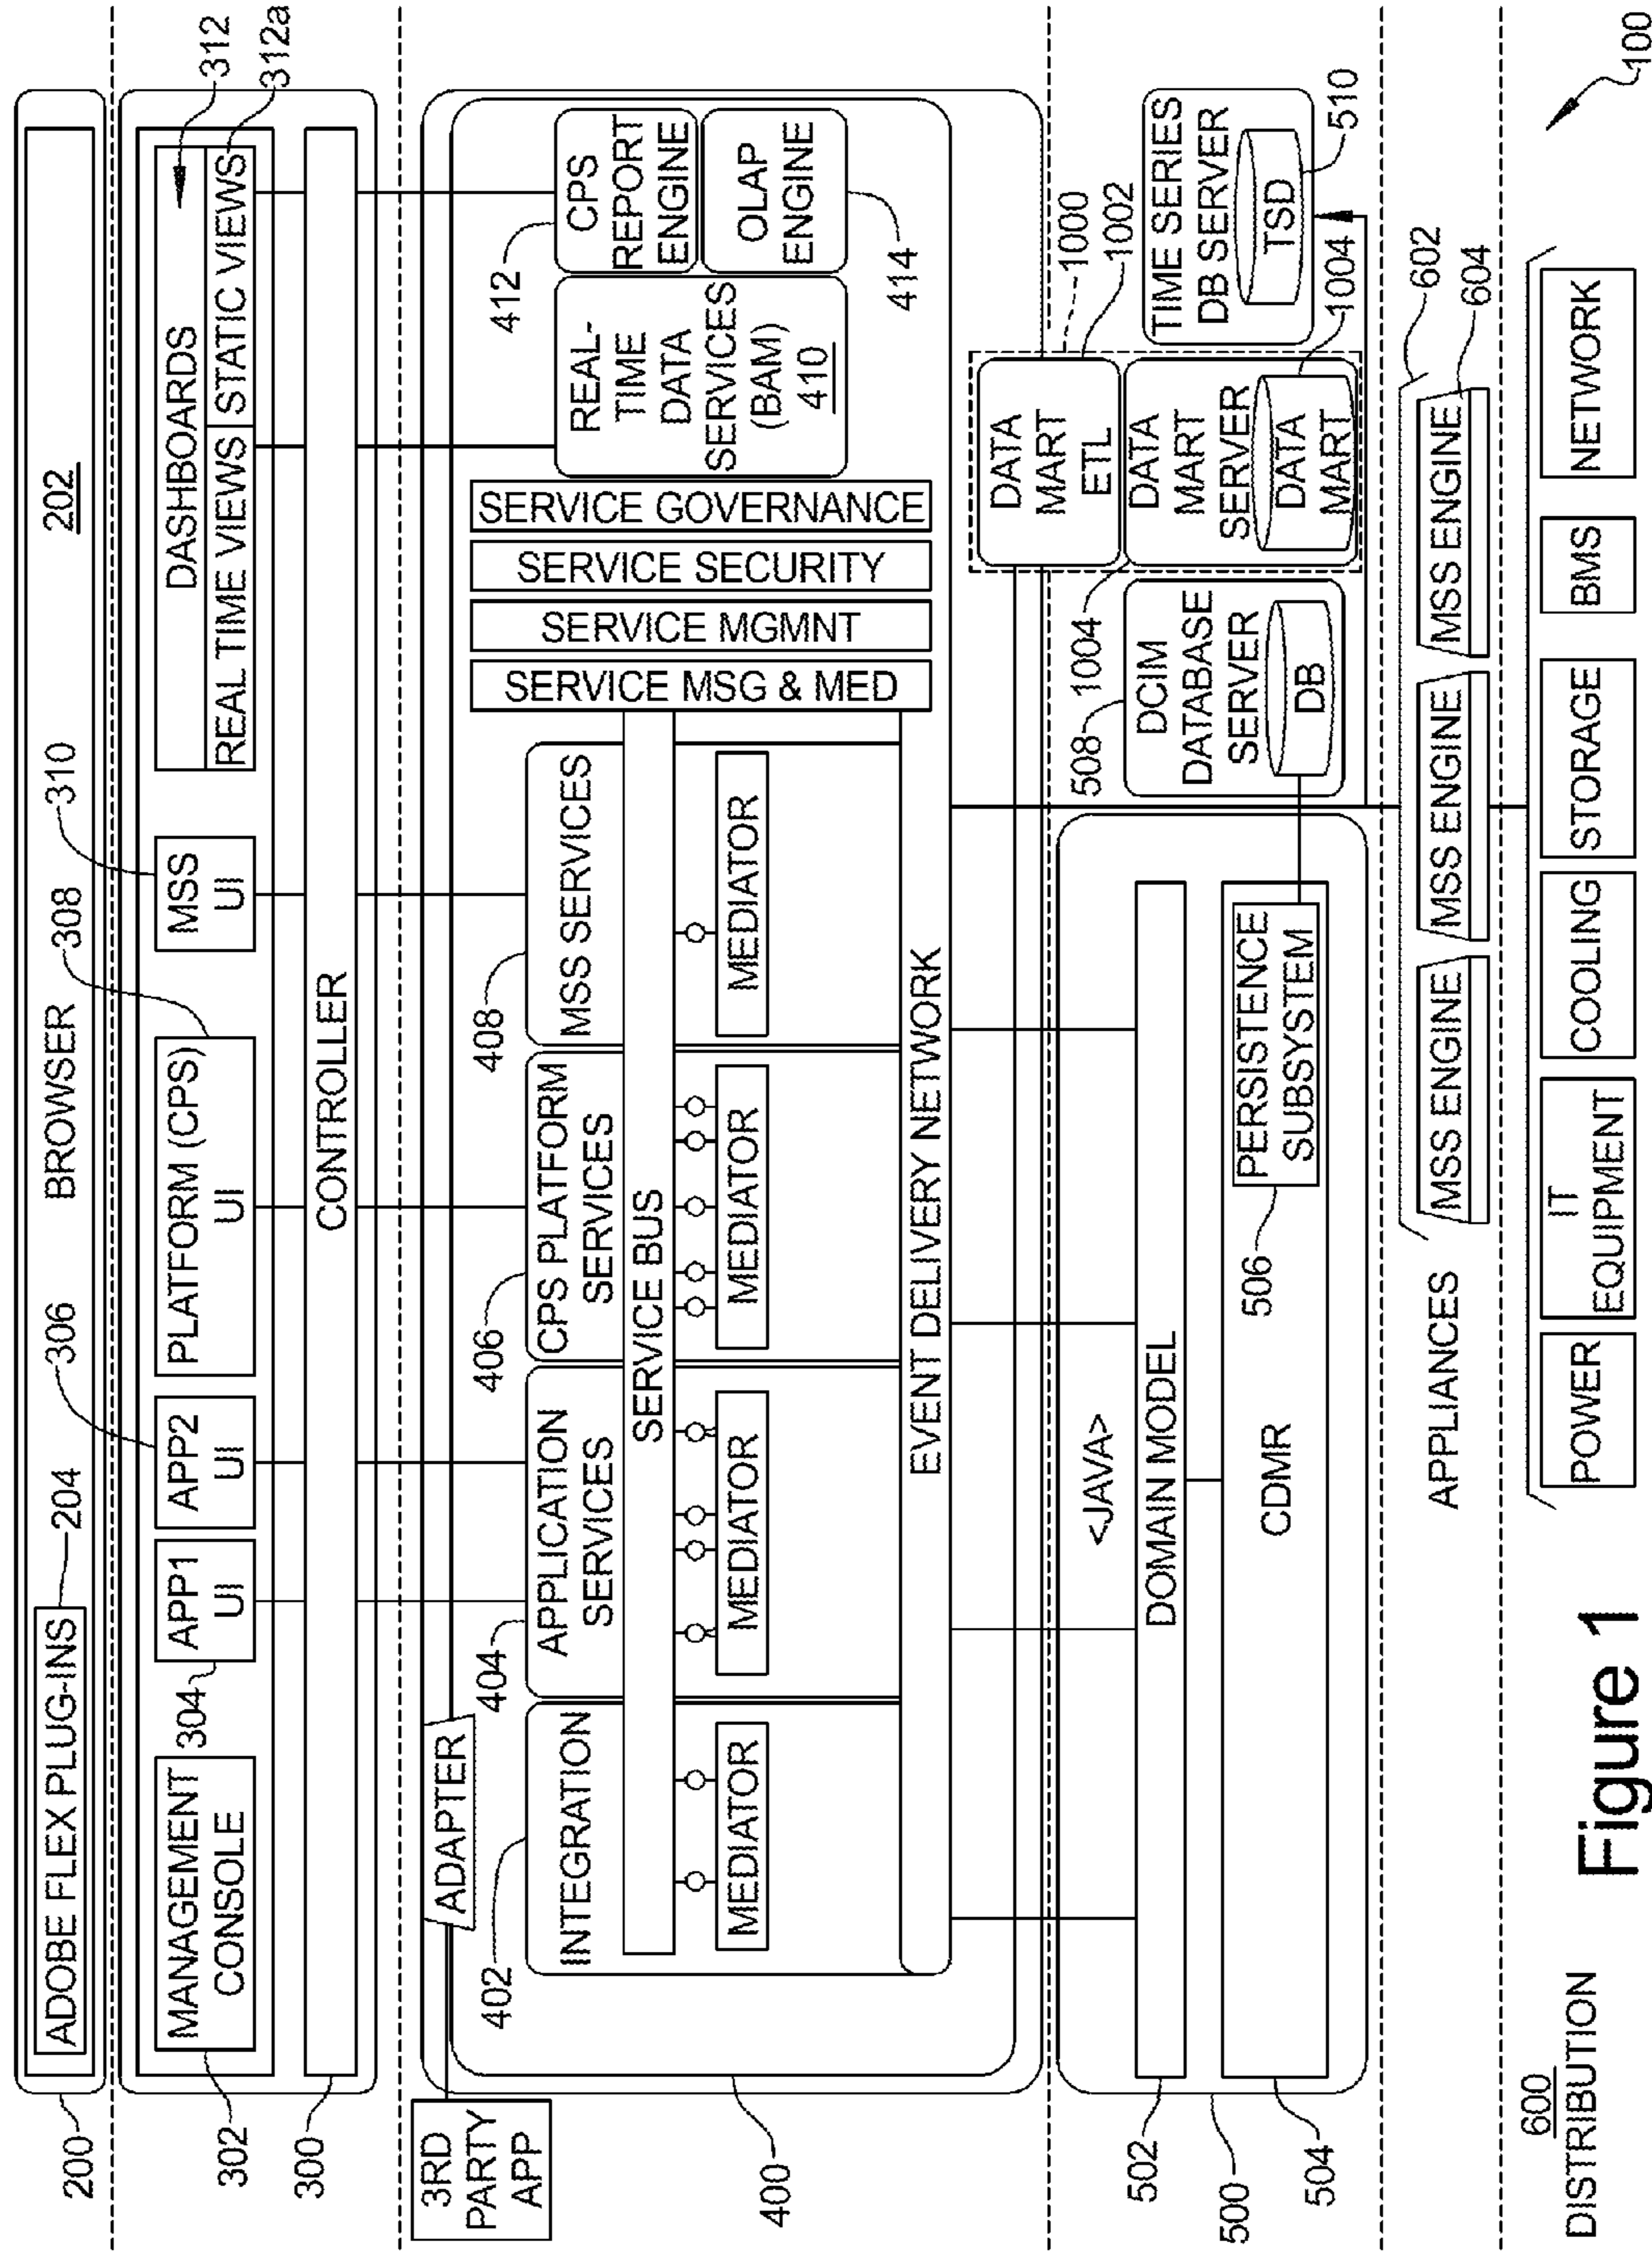 200
ADOBE FLEX PLUG-INS
204
BROWSER
202
302
MANAGEMENT
CONSOLE
304
APP1
UI
APP2
UI
306
PLATFORM (CPS)
UI
308
MSS
UI
310
DASHBOARDS
REAL TIME VIEWS
STATIC VIEWS
312
312a
300
CONTROLLER
3RD
PARTY
APP
ADAPTER
400
402
INTEGRATION
404
APPLICATION
SERVICES
406
CPS PLATFORM
SERVICES
408
MSS SERVICES
SERVICE BUS
MEDIATOR
MEDIATOR
MEDIATOR
MEDIATOR
EVENT DELIVERY NETWORK
SERVICE MSG & MED
SERVICE MGMNT
SERVICE SECURITY
SERVICE GOVERNANCE
REAL-
TIME
DATA
SERVICES
(BAM)
410
412
CPS
REPORT
ENGINE
OLAP
ENGINE
414
<JAVA>
502
DOMAIN MODEL
500
504
CDMR
506
PERSISTENCE
SUBSYSTEM
508
DCIM
DATABASE
SERVER
DB
1004
DATA
MART
ETL
1000
1002
DATA
MART
SERVER
DATA
MART
1004
TIME SERIES
DB SERVER
TSD
510
APPLIANCES
MSS ENGINE
MSS ENGINE
MSS ENGINE
602
604
600
DISTRIBUTION
POWER
IT
EQUIPMENT
COOLING
STORAGE
BMS
NETWORK
100
Figure 1